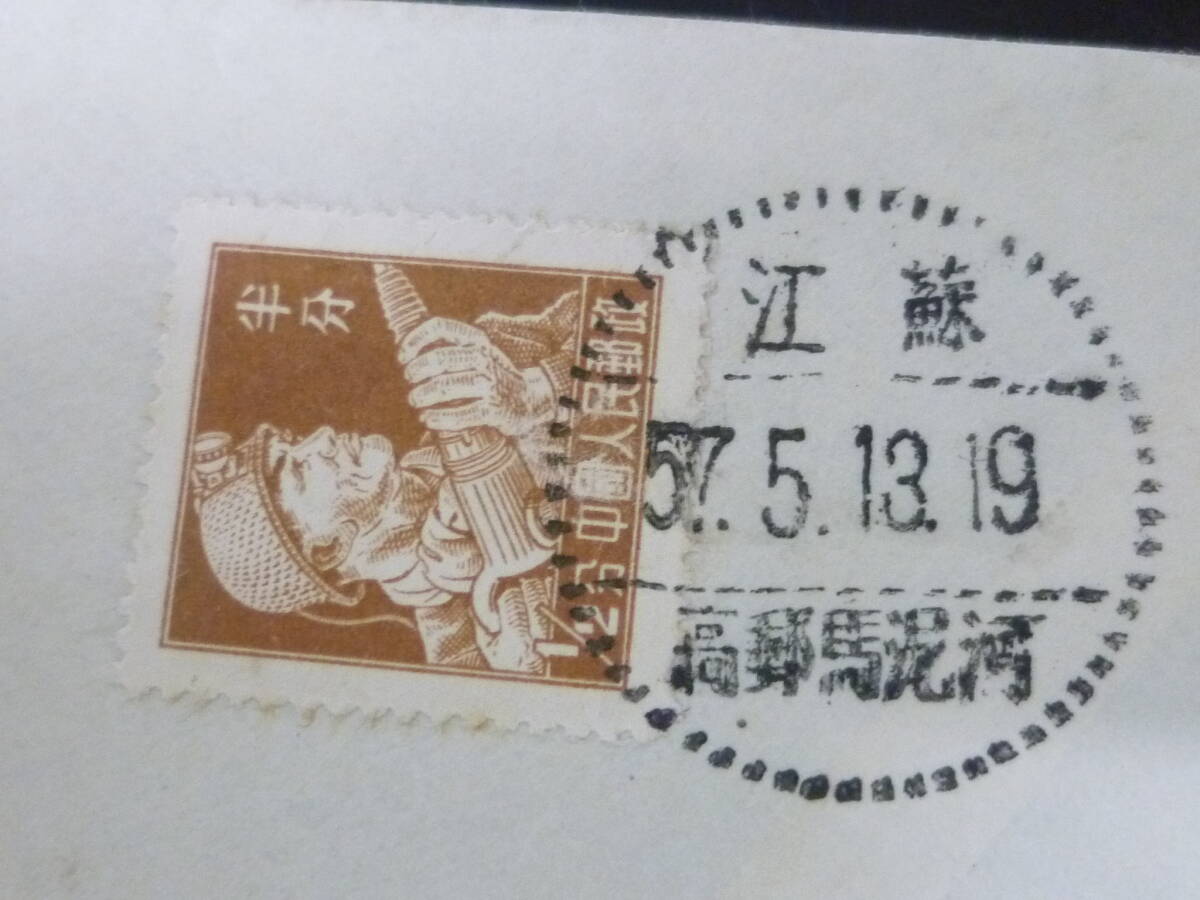 半分
中國人民郵政
1/2分
江蘇
57.5.13.19
高郵馬泥河